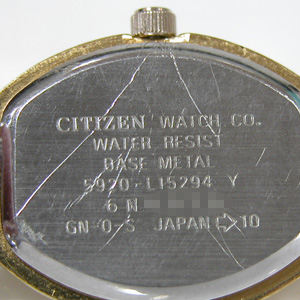 CITIZEN WATCH CO.
WATER RESIST
BASE METAL
5920-L15294 Y
6 N
GN-0-S JAPAN ➩ 10